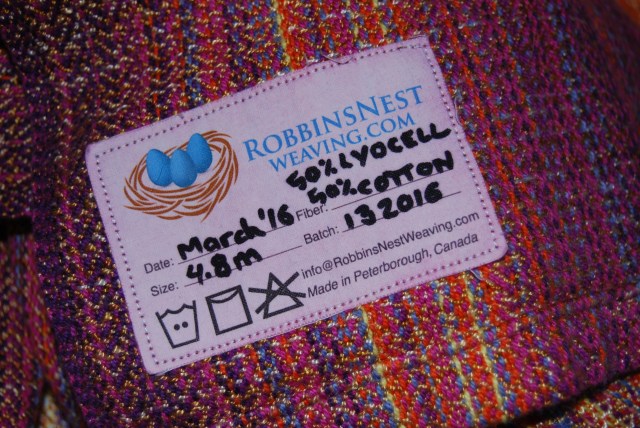 ROBBINSNEST
WEAVING.COM
50% LYOCELL
50% COTTON
Date: March '16 Fiber:
Size: 4.8m Batch: 132016
info@RobbinsNestWeaving.com
Made in Peterborough, Canada